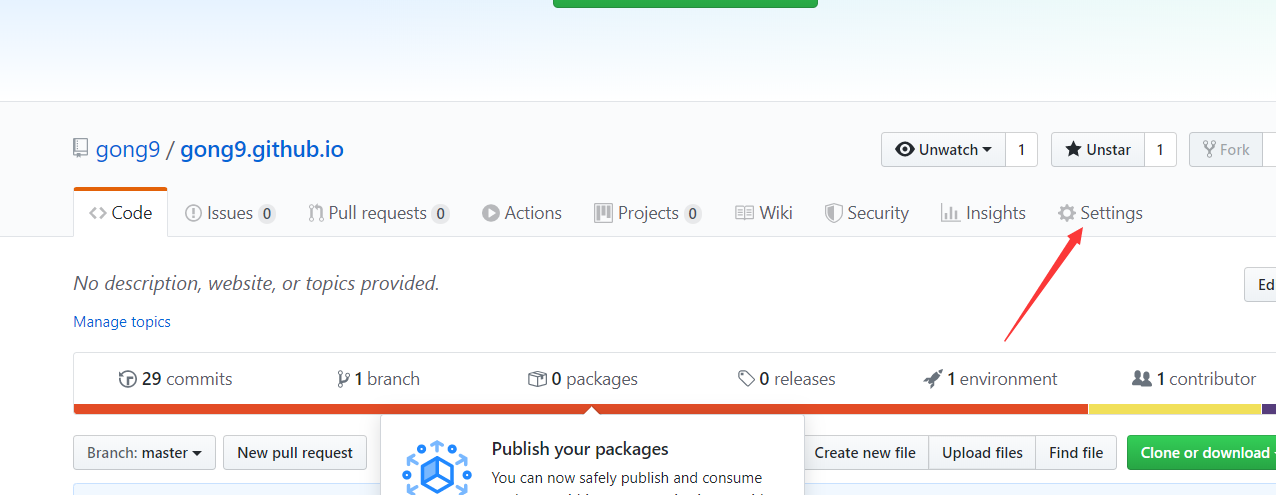 gong9 / gong9.github.io
Unwatch 1 Unstar 1 Fork
Code Issues 0 Pull requests 0 Actions Projects 0 Wiki Security Insights Settings
No description, website, or topics provided.
Manage topics
29 commits 1 branch 0 packages 0 releases 1 environment 1 contributor
Branch: master New pull request Create new file Upload files Find file Clone or download
Publish your packages
You can now safely publish and consume